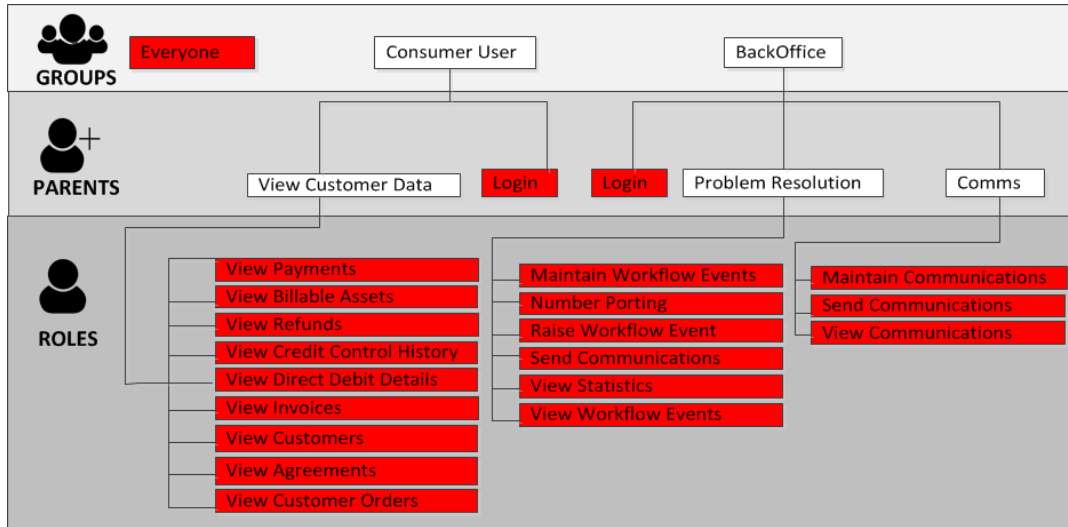 GROUPS
Everyone
Consumer User
BackOffice
PARENTS
View Customer Data
Login
Login
Problem Resolution
Comms
ROLES
View Payments
View Billable Assets
View Refunds
View Credit Control History
View Direct Debit Details
View Invoices
View Customers
View Agreements
View Customer Orders
Maintain Workflow Events
Number Porting
Raise Workflow Event
Send Communications
View Statistics
View Workflow Events
Maintain Communications
Send Communications
View Communications